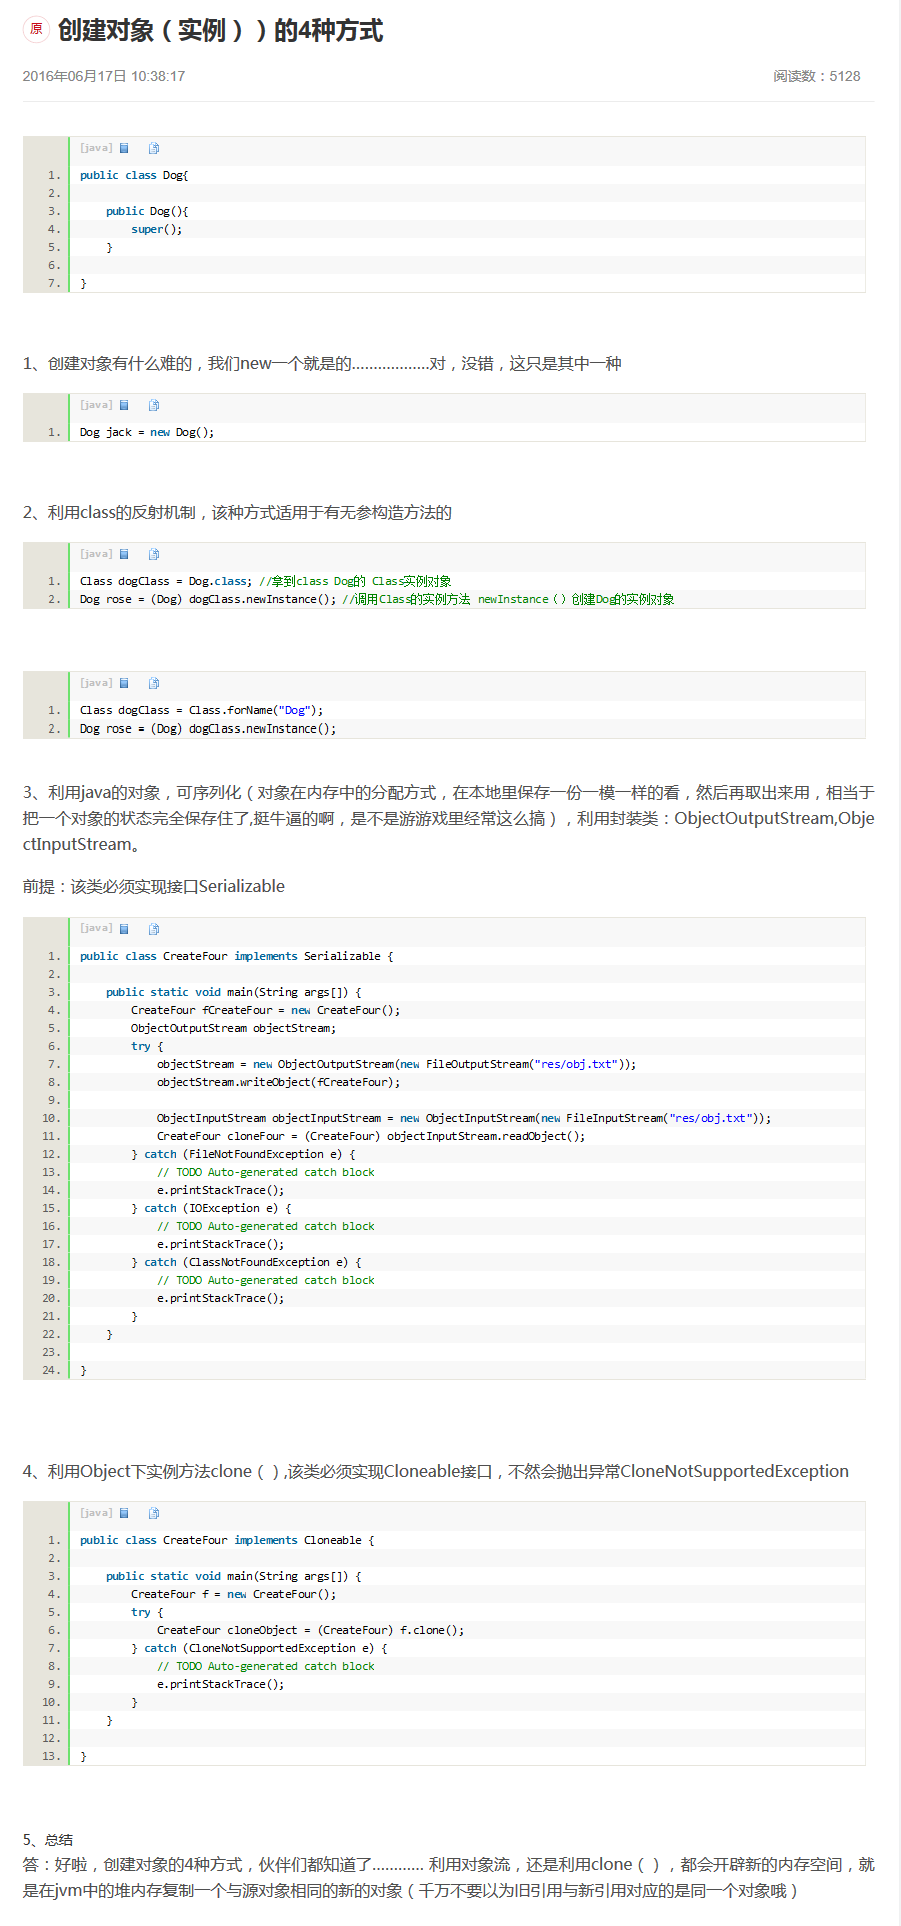 原 创建对象（实例））的4种方式
2016年06月17日 10:38:17 阅读数：5128
[java]
1. public class Dog{
2.
3.     public Dog(){
4.         super();
5.     }
6.
7. }
1、创建对象有什么难的，我们new一个就是的………………对，没错，这只是其中一种
[java]
1. Dog jack = new Dog();
2、利用class的反射机制，该种方式适用于有无参构造方法的
[java]
1. Class dogClass = Dog.class; //拿到class Dog的 Class实例对象
2. Dog rose = (Dog) dogClass.newInstance(); //调用Class的实例方法 newInstance（）创建Dog的实例对象
[java]
1. Class dogClass = Class.forName("Dog");
2. Dog rose = (Dog) dogClass.newInstance();
3、利用java的对象，可序列化（对象在内存中的分配方式，在本地里保存一份一模一样的看，然后再取出来用，相当于
把一个对象的状态完全保存住了,挺牛逼的啊，是不是游游戏里经常这么搞），利用封装类：ObjectOutputStream,Obje
ctInputStream。
前提：该类必须实现接口Serializable
[java]
1. public class CreateFour implements Serializable {
2.
3.     public static void main(String args[]) {
4.         CreateFour fCreateFour = new CreateFour();
5.         ObjectOutputStream objectStream;
6.         try {
7.             objectStream = new ObjectOutputStream(new FileOutputStream("res/obj.txt"));
8.             objectStream.writeObject(fCreateFour);
9.
10.             ObjectInputStream objectInputStream = new ObjectInputStream(new FileInputStream("res/obj.txt"));
11.             CreateFour cloneFour = (CreateFour) objectInputStream.readObject();
12.         } catch (FileNotFoundException e) {
13.             // TODO Auto-generated catch block
14.             e.printStackTrace();
15.         } catch (IOException e) {
16.             // TODO Auto-generated catch block
17.             e.printStackTrace();
18.         } catch (ClassNotFoundException e) {
19.             // TODO Auto-generated catch block
20.             e.printStackTrace();
21.         }
22.     }
23.
24. }
4、利用Object下实例方法clone（）,该类必须实现Cloneable接口，不然会抛出异常CloneNotSupportedException
[java]
1. public class CreateFour implements Cloneable {
2.
3.     public static void main(String args[]) {
4.         CreateFour f = new CreateFour();
5.         try {
6.             CreateFour cloneObject = (CreateFour) f.clone();
7.         } catch (CloneNotSupportedException e) {
8.             // TODO Auto-generated catch block
9.             e.printStackTrace();
10.         }
11.     }
12.
13. }
5、总结
答：好啦，创建对象的4种方式，伙伴们都知道了………… 利用对象流，还是利用clone（），都会开辟新的内存空间，就
是在jvm中的堆内存复制一个与源对象相同的新的对象（千万不要以为旧引用与新引用对应的是同一个对象哦）